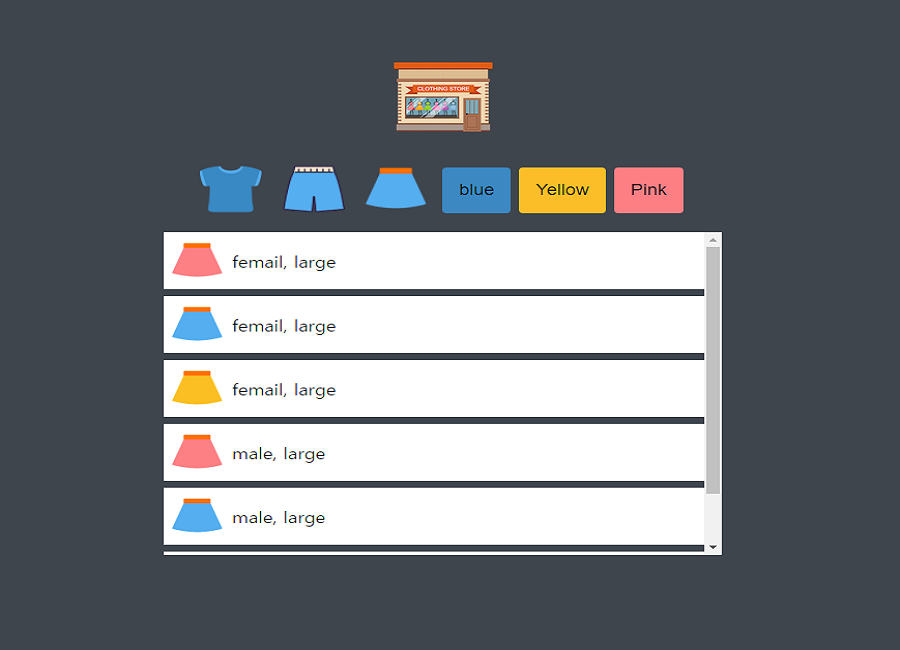 CLOTHING STORE
blue
Yellow
Pink
femail, large
femail, large
femail, large
male, large
male, large